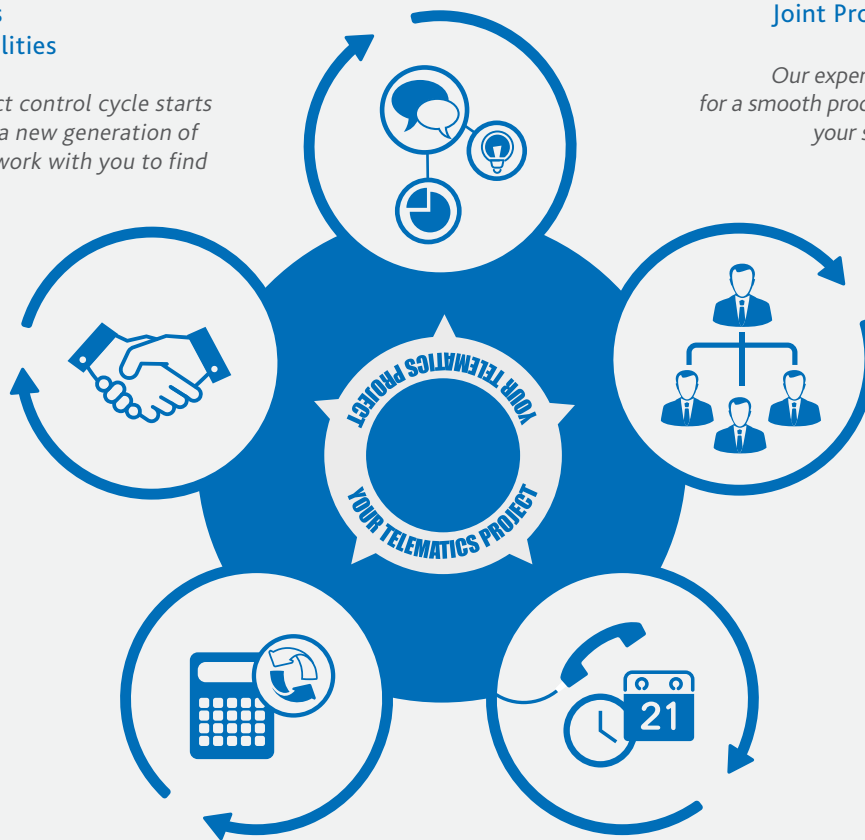 s
lities
ct control cycle starts
a new generation of
work with you to find
Joint Pro
Our exper
for a smooth proc
your s
YOUR TELEMATICS PROJECT
YOUR TELEMATICS PROJECT
21